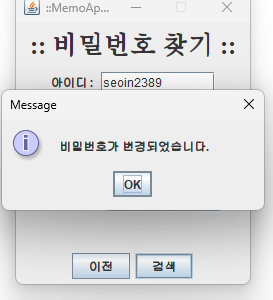 ::MemoAp...
:: 비밀번호 찾기 ::
아이디 : seoin2389
Message
비밀번호가 변경되었습니다.
OK
이전 검색